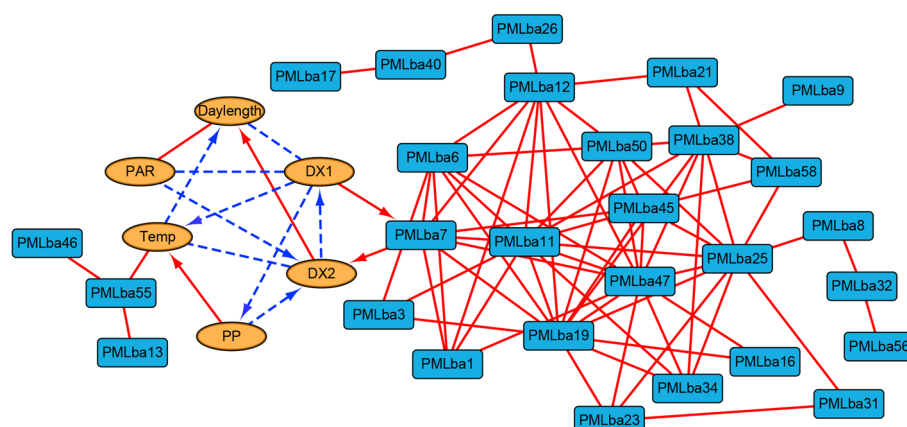 PMLba26
PMLba17
PMLba40
PMLba12
PMLba21
PMLba9
Daylength
PMLba38
PMLba50
PMLba6
PMLba58
PAR
DX1
PMLba45
PMLba46
Temp
PMLba7
PMLba11
PMLba8
PMLba25
DX2
PMLba47
PMLba55
PMLba32
PMLba3
PP
PMLba19
PMLba56
PMLba13
PMLba1
PMLba16
PMLba34
PMLba31
PMLba23